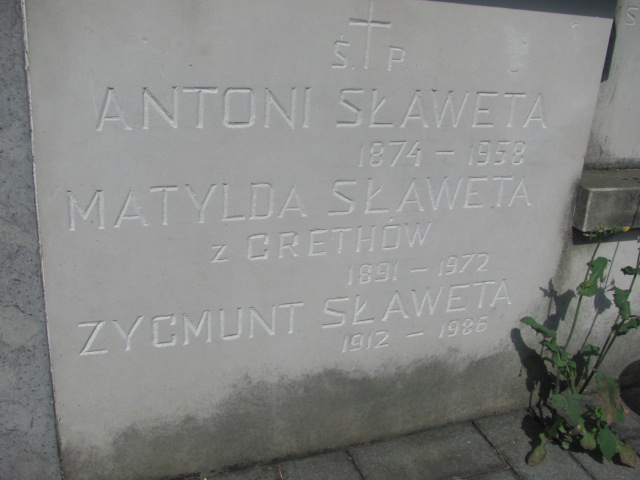 Ś. P.
ANTONI SŁAWETA
1874 - 1958
MATYLDA SŁAWETA
z GRETHÓW
1891 - 1972
ZYGMUNT SŁAWETA
1912 - 1986